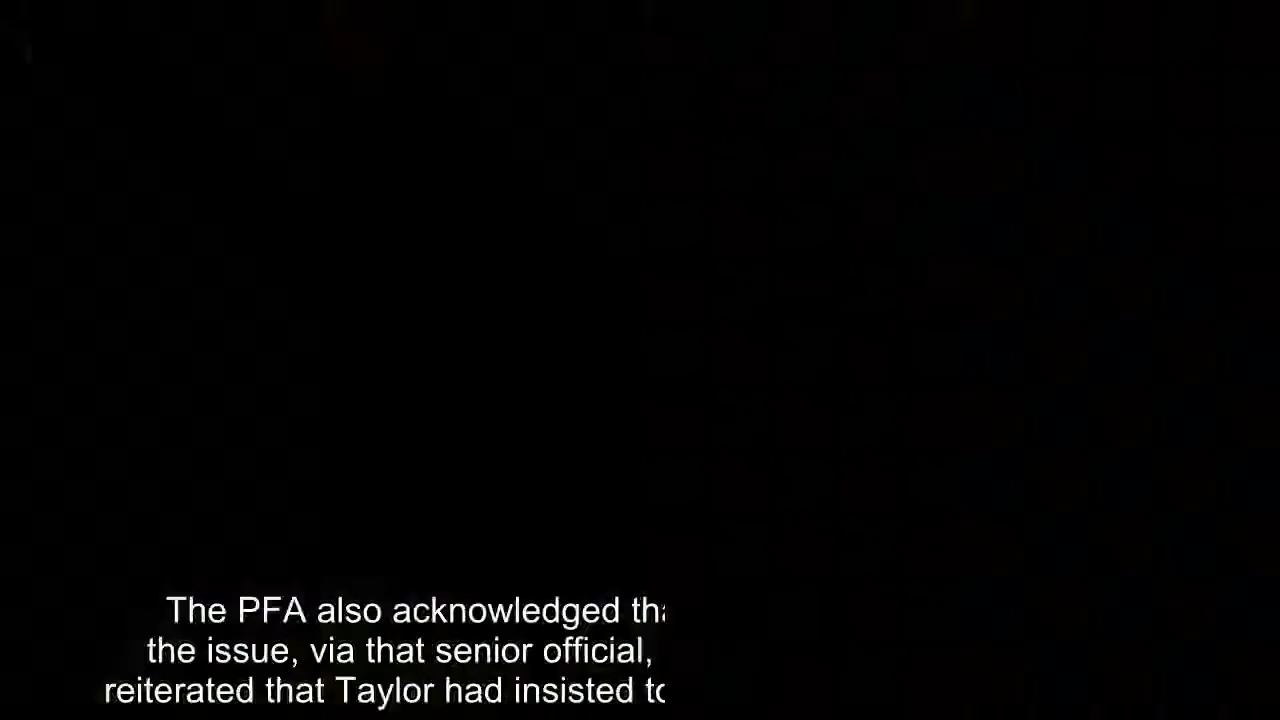 The PFA also acknowledged
the issue, via that senior official,
reiterated that Taylor had insisted